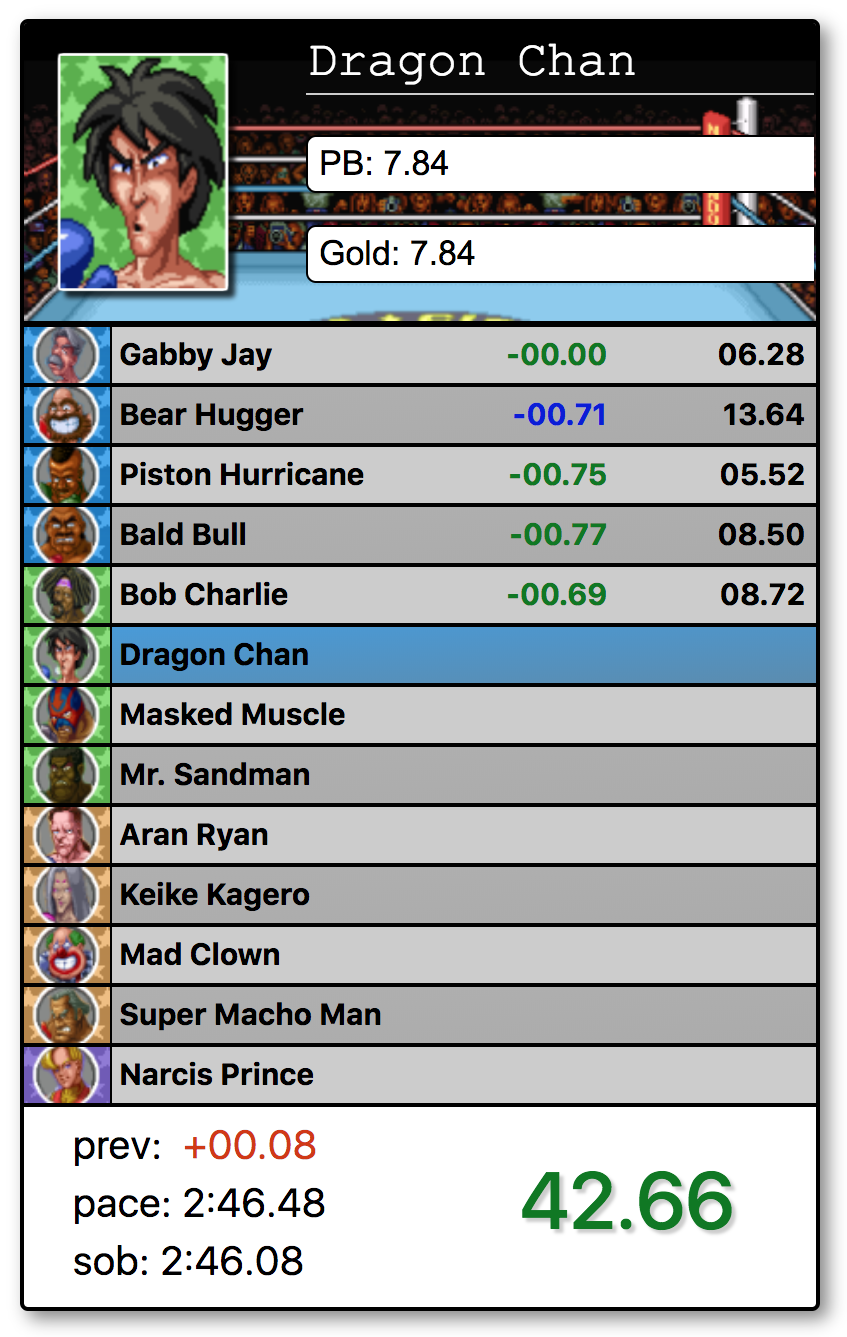 Dragon Chan
PB: 7.84
Gold: 7.84
Gabby Jay -00.00 06.28
Bear Hugger -00.71 13.64
Piston Hurricane -00.75 05.52
Bald Bull -00.77 08.50
Bob Charlie -00.69 08.72
Dragon Chan
Masked Muscle
Mr. Sandman
Aran Ryan
Keike Kagero
Mad Clown
Super Macho Man
Narcis Prince
prev: +00.08
pace: 2:46.48
sob: 2:46.08
42.66